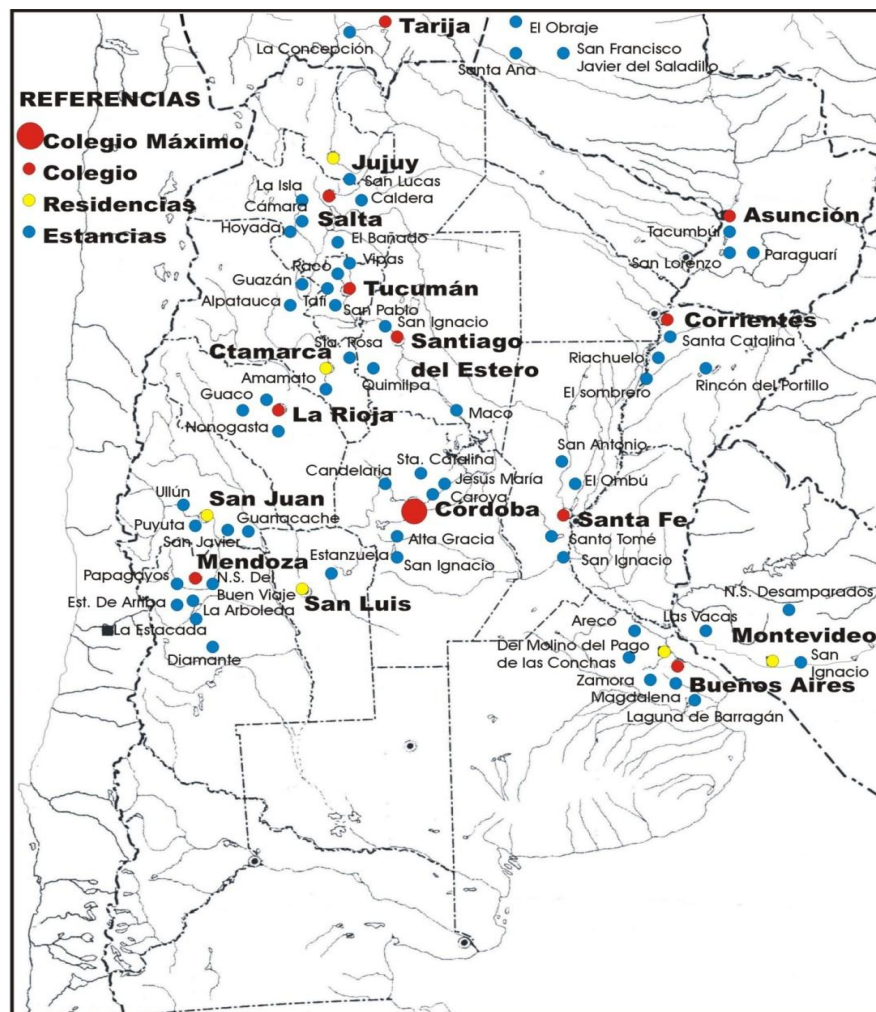 Tarija
El Obraje
La Concepción
San Francisco
Javier del Saladillo
Santa Ana
REFERENCIAS
Colegio Máximo
Colegio
Residencias
Estancias
Jujuy
San Lucas
La Isla
Caldera
Cámara
Salta
Hoyada
El Bañado
Asunción
Tacumbú
San Lorenzo
Paraguarí
Vipas
Raco
Guazán
Tucumán
Alpatauca
Tafí
San Pablo
San Ignacio
Corrientes
Santa Catalina
Sta. Rosa
Santiago
del Estero
Ctamarca
Riachuelo
Amamato
Quimilpa
El sombrero
Rincón del Portillo
Guaco
La Rioja
Maco
Nonogasta
San Antonio
Sta. Catalina
Candelaria
Jesús María
El Ombú
Caroya
Ullún
San Juan
Córdoba
Santa Fe
Puyuta
Guanacache
San Javier
Alta Gracia
Santo Tomé
Estanzuela
San Ignacio
San Ignacio
Mendoza
Papagayos
N.S. Del
Buen Viaje
San Luis
N.S. Desamparados
Est. De Arriba
La Arboleda
Areco
Las Vacas
La Estacada
Montevideo
Del Molino del Pago
de las Conchas
San
Ignacio
Diamante
Zamora
Buenos Aires
Magdalena
Laguna de Barragán